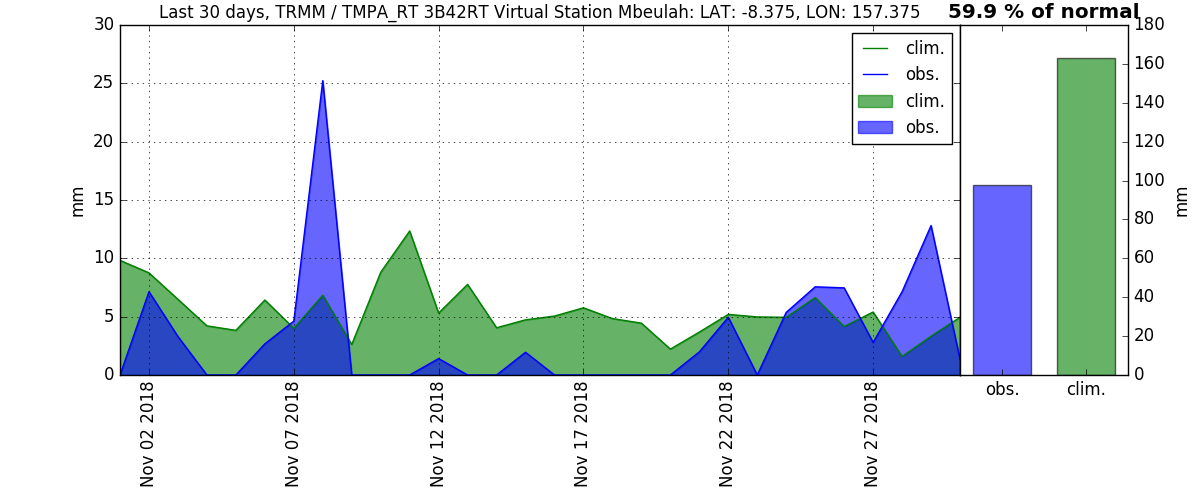 Last 30 days, TRMM / TMPA_RT 3B42RT Virtual Station Mbeulah: LAT: -8.375, LON: 157.375
59.9 % of normal
30
25
20
15
10
5
0
mm
clim.
obs.
clim.
obs.
Nov 02 2018
Nov 07 2018
Nov 12 2018
Nov 17 2018
Nov 22 2018
Nov 27 2018
180
160
140
120
100
80
60
40
20
0
mm
obs. clim.